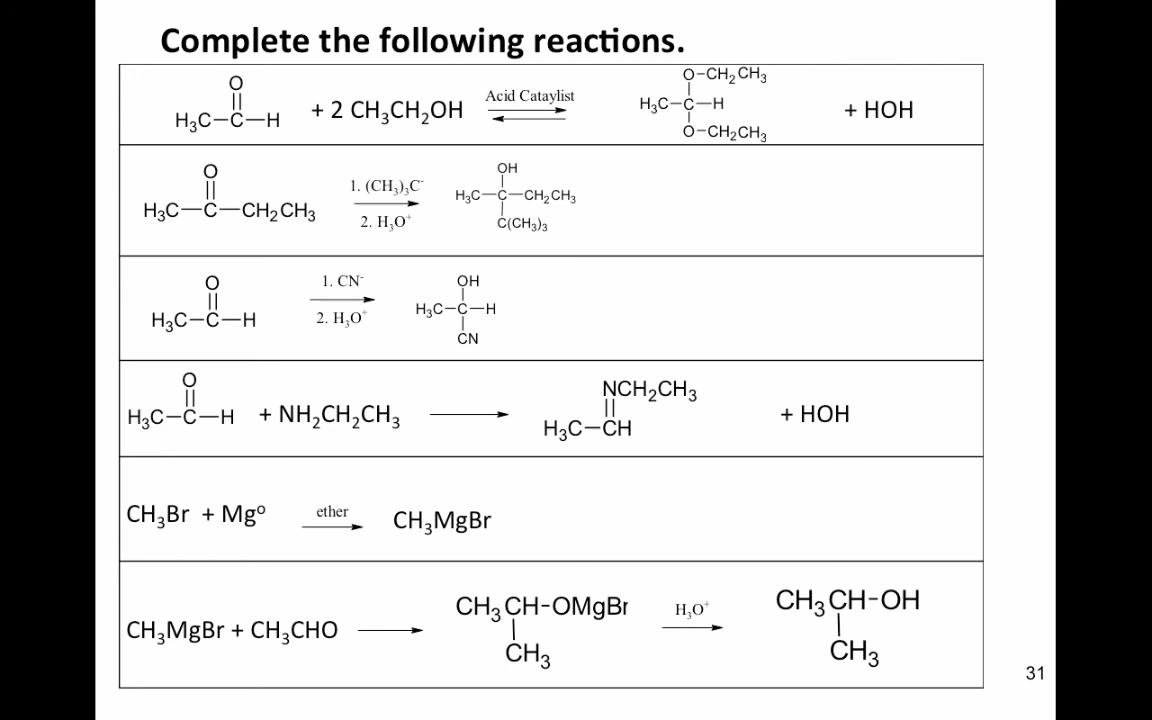 Complete the following reactions.
O
H₃C–C–H + 2 CH₃CH₂OH Acid Cataylist O–CH₂CH₃
H₃C–C–H
O–CH₂CH₃ + HOH
O
H₃C–C–CH₂CH₃ 1. (CH₃)₃C⁻
2. H₃O⁺
OH
H₃C–C–CH₂CH₃
C(CH₃)₃
O
H₃C–C–H 1. CN⁻
2. H₃O⁺
OH
H₃C–C–H
CN
O
H₃C–C–H + NH₂CH₂CH₃
NCH₂CH₃
H₃C–CH + HOH
CH₃Br + Mg⁰ ether CH₃MgBr
CH₃MgBr + CH₃CHO
CH₃CH-OMgBr
CH₃
H₃O⁺
CH₃CH-OH
CH₃
31